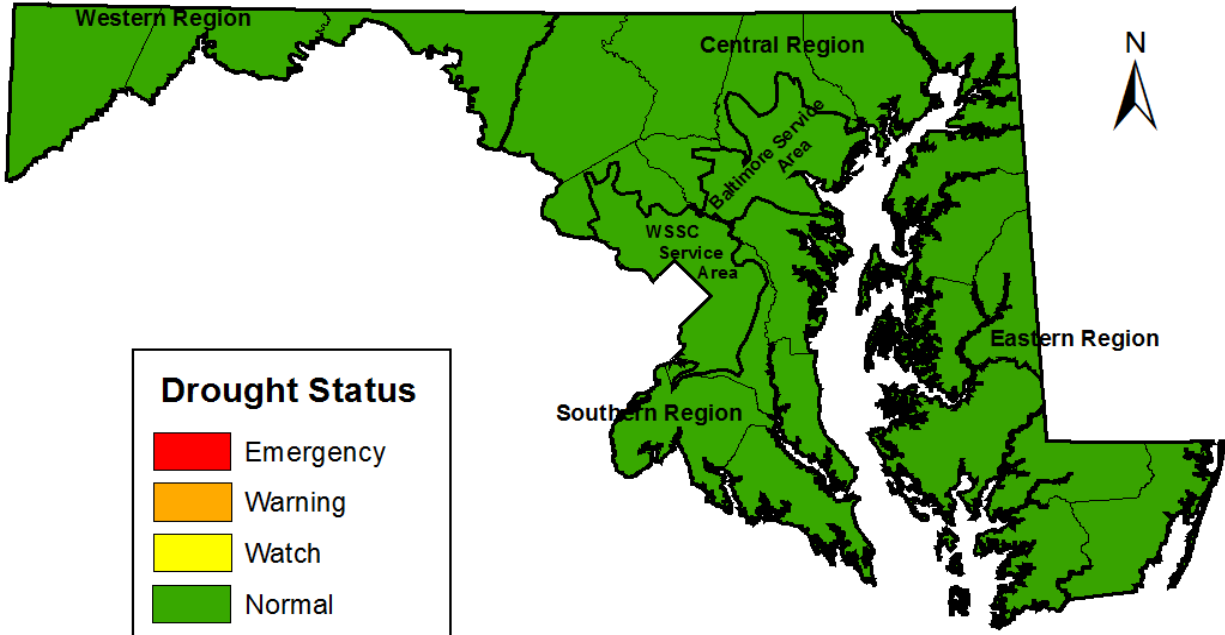 Western Region
Central Region
N
Baltimore Service
Area
WSSC
Service
Area
Eastern Region
Southern Region
Drought Status
Emergency
Warning
Watch
Normal